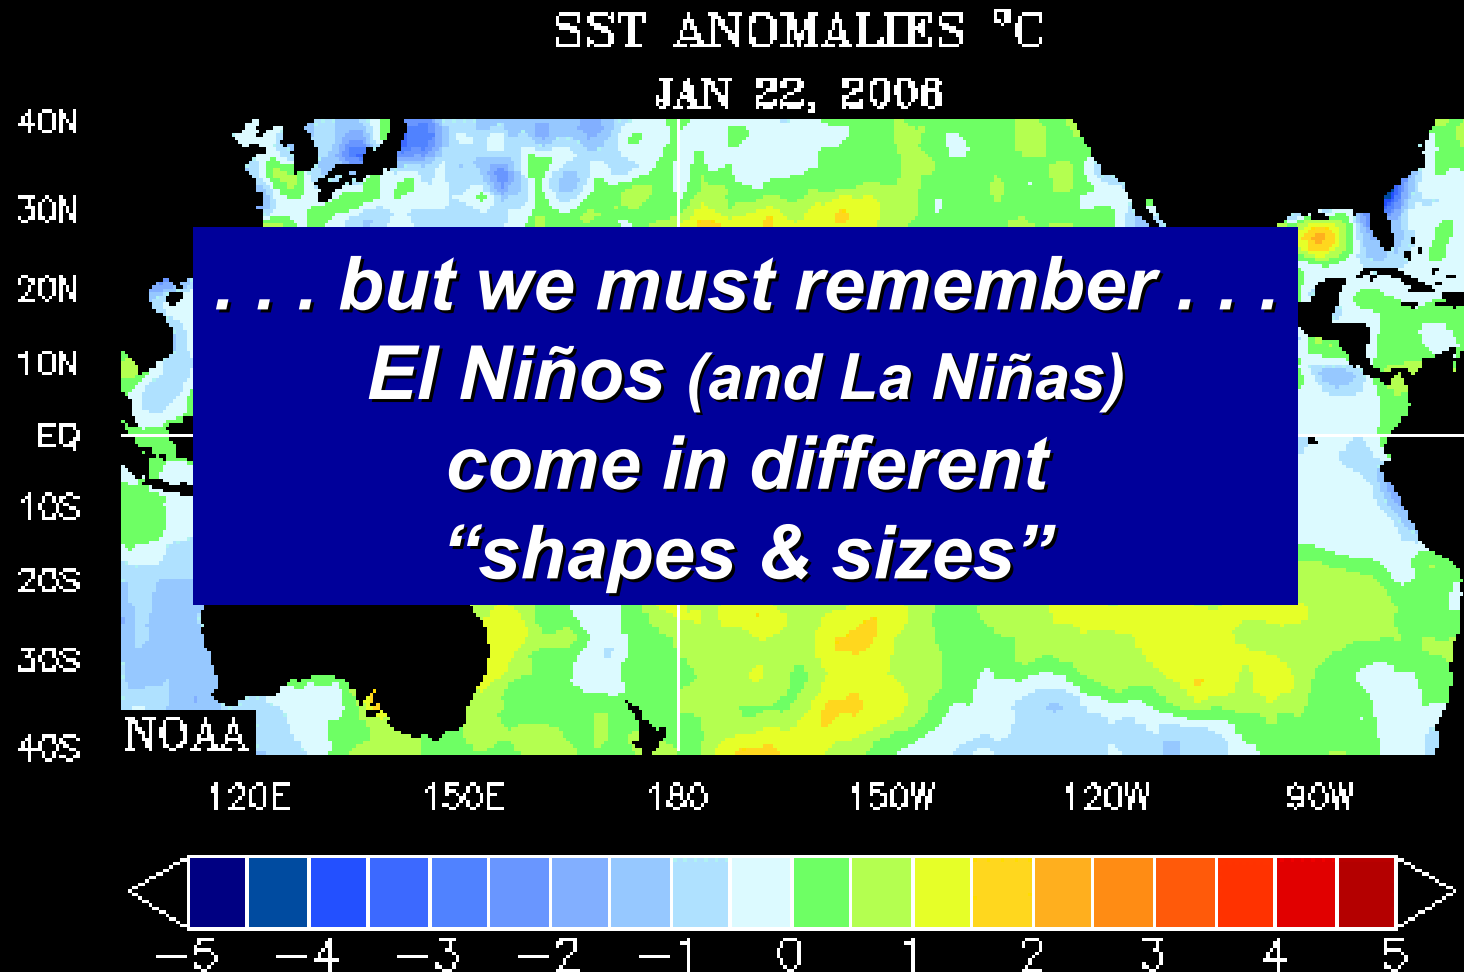 SST ANOMALIES °C
JAN 22, 2006
40N
30N
20N
10N
EQ
10S
20S
30S
40S
. . . but we must remember . . .
El Niños (and La Niñas)
come in different
“shapes & sizes”
NOAA
120E 150E 180 150W 120W 90W
−5 −4 −3 −2 −1 0 1 2 3 4 5